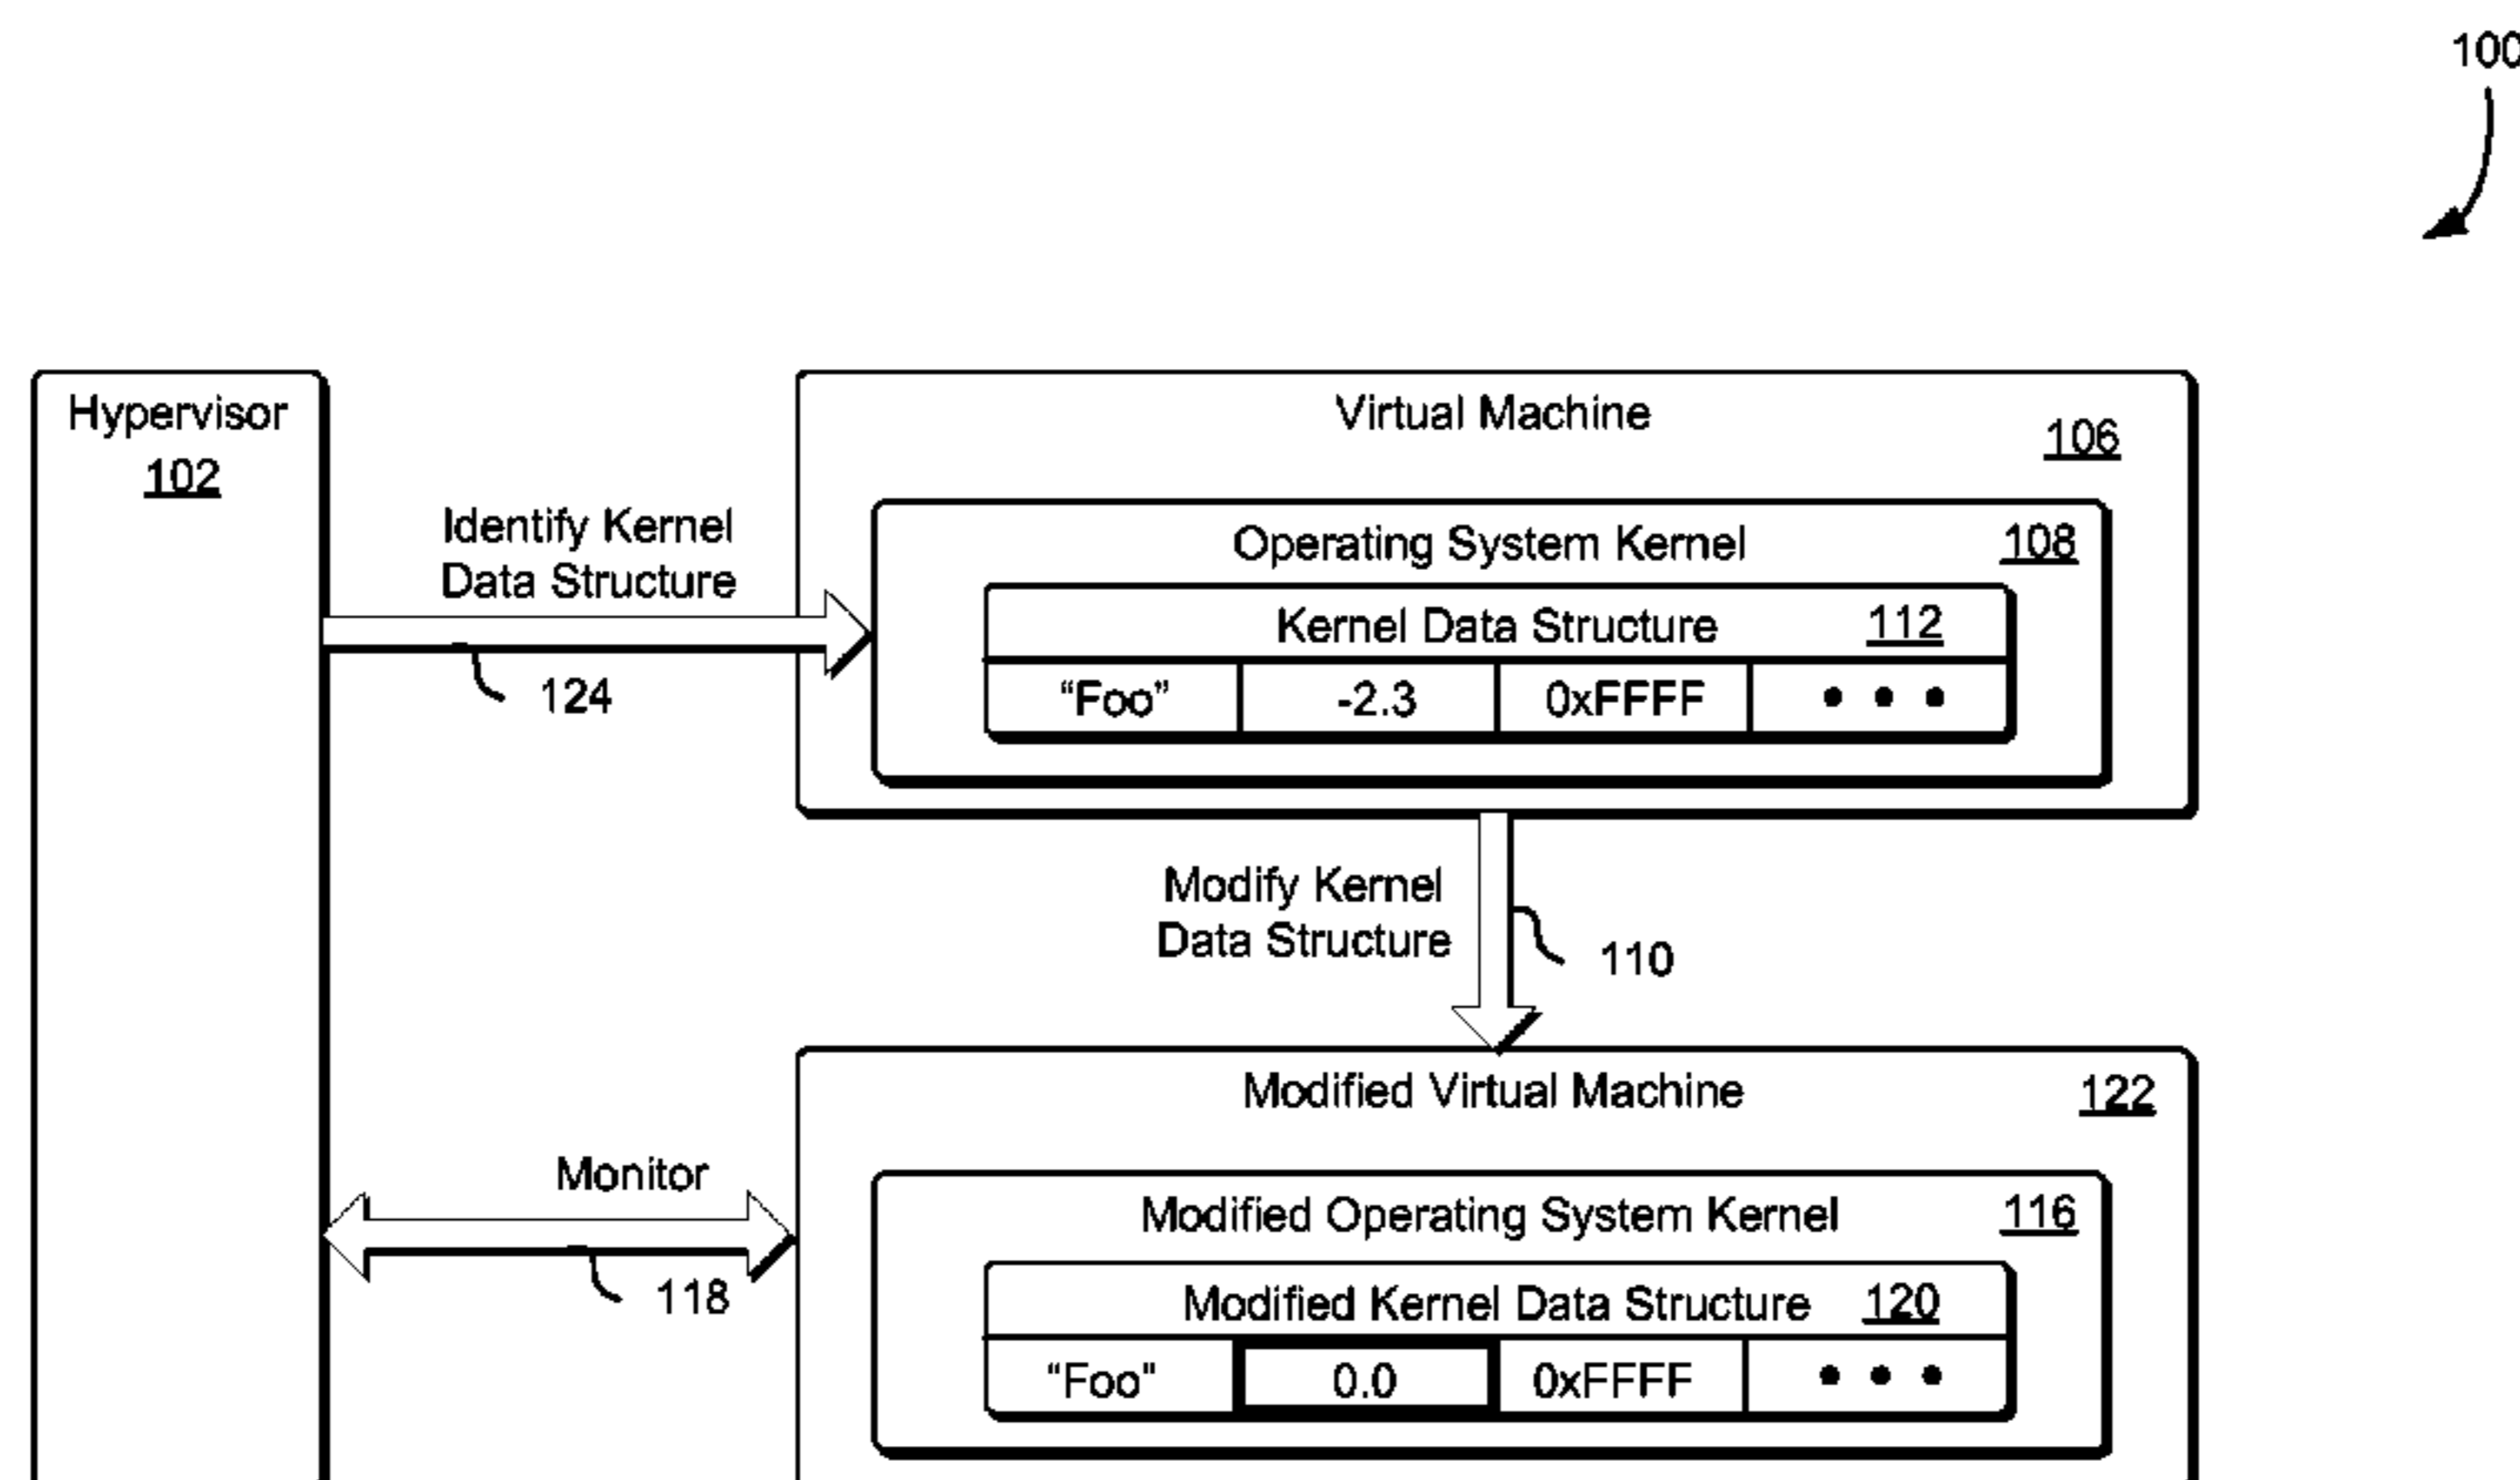 100
Hypervisor
102
Identify Kernel
Data Structure
124
Virtual Machine
106
Operating System Kernel
108
Kernel Data Structure
112
“Foo” -2.3 0xFFFF • • •
Modify Kernel
Data Structure
110
Modified Virtual Machine
122
Monitor
118
Modified Operating System Kernel
116
Modified Kernel Data Structure
120
“Foo" 0.0 0xFFFF • • •